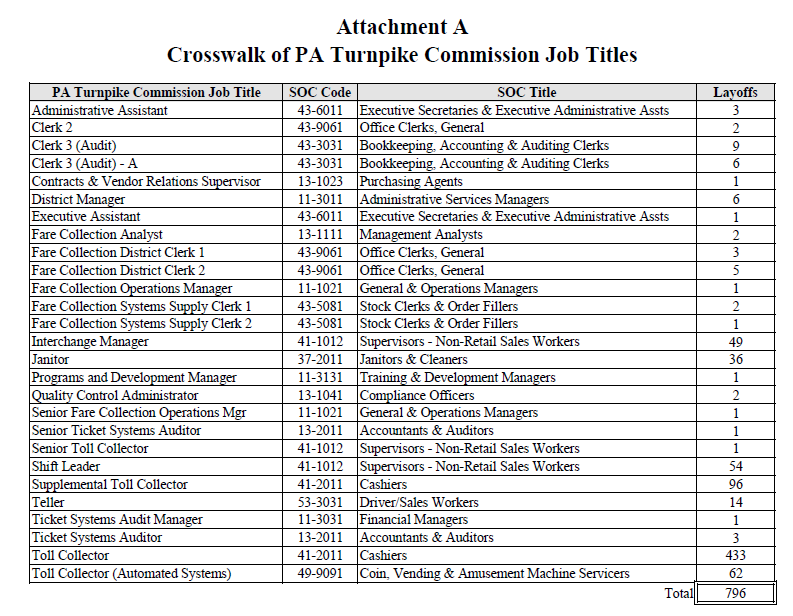 Attachment A
Crosswalk of PA Turnpike Commission Job Titles
PA Turnpike Commission Job Title SOC Code SOC Title Layoffs
Administrative Assistant 43-6011 Executive Secretaries & Executive Administrative Assts 3
Clerk 2 43-9061 Office Clerks, General 2
Clerk 3 (Audit) 43-3031 Bookkeeping, Accounting & Auditing Clerks 9
Clerk 3 (Audit) - A 43-3031 Bookkeeping, Accounting & Auditing Clerks 6
Contracts & Vendor Relations Supervisor 13-1023 Purchasing Agents 1
District Manager 11-3011 Administrative Services Managers 6
Executive Assistant 43-6011 Executive Secretaries & Executive Administrative Assts 1
Fare Collection Analyst 13-1111 Management Analysts 2
Fare Collection District Clerk 1 43-9061 Office Clerks, General 3
Fare Collection District Clerk 2 43-9061 Office Clerks, General 5
Fare Collection Operations Manager 11-1021 General & Operations Managers 1
Fare Collection Systems Supply Clerk 1 43-5081 Stock Clerks & Order Fillers 2
Fare Collection Systems Supply Clerk 2 43-5081 Stock Clerks & Order Fillers 1
Interchange Manager 41-1012 Supervisors - Non-Retail Sales Workers 49
Janitor 37-2011 Janitors & Cleaners 36
Programs and Development Manager 11-3131 Training & Development Managers 1
Quality Control Administrator 13-1041 Compliance Officers 2
Senior Fare Collection Operations Mgr 11-1021 General & Operations Managers 1
Senior Ticket Systems Auditor 13-2011 Accountants & Auditors 1
Senior Toll Collector 41-1012 Supervisors - Non-Retail Sales Workers 1
Shift Leader 41-1012 Supervisors - Non-Retail Sales Workers 54
Supplemental Toll Collector 41-2011 Cashiers 96
Teller 53-3031 Driver/Sales Workers 14
Ticket Systems Audit Manager 11-3031 Financial Managers 1
Ticket Systems Auditor 13-2011 Accountants & Auditors 3
Toll Collector 41-2011 Cashiers 433
Toll Collector (Automated Systems) 49-9091 Coin, Vending & Amusement Machine Servicers 62
Total 796